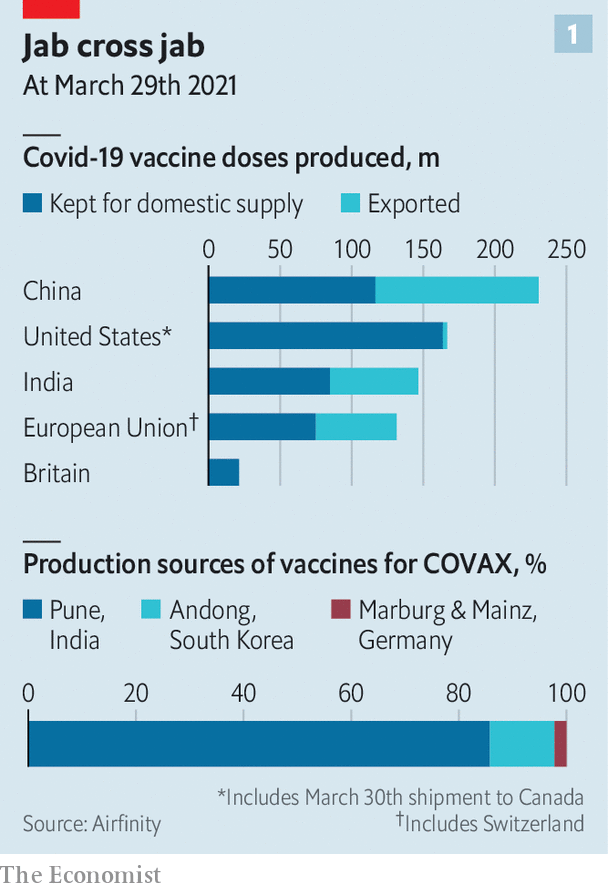 Jab cross jab
1
At March 29th 2021
Covid-19 vaccine doses produced, m
Kept for domestic supply Exported
0 50 100 150 200 250
China
United States*
India
European Union†
Britain
Production sources of vaccines for COVAX, %
Pune, Andong, Marburg & Mainz,
India South Korea Germany
0 20 40 60 80 100
*Includes March 30th shipment to Canada
Source: Airfinity †Includes Switzerland
The Economist